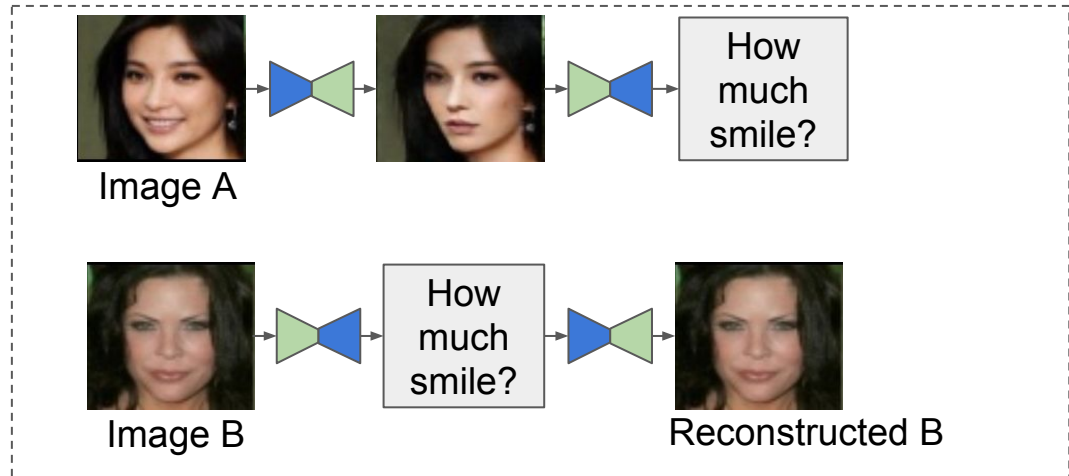 How
much
smile?
Image A
How
much
smile?
Image B
Reconstructed B